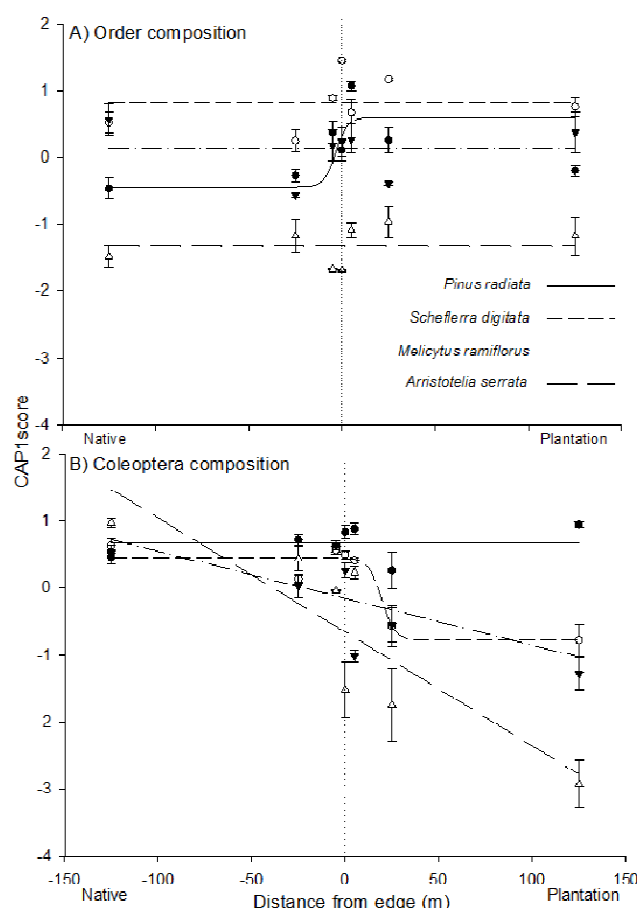 2
A) Order composition
1
0
-1
-2
Pinus radiata
Scheflerra digitata
Melicytus ramiflorus
-3
Arristotelia serrata
-4
Native
Plantation
CAP1score
2
B) Coleoptera composition
1
0
-1
-2
-3
-4
-150
-100
-50
0
50
100
150
Native
Distance from edge (m)
Plantation